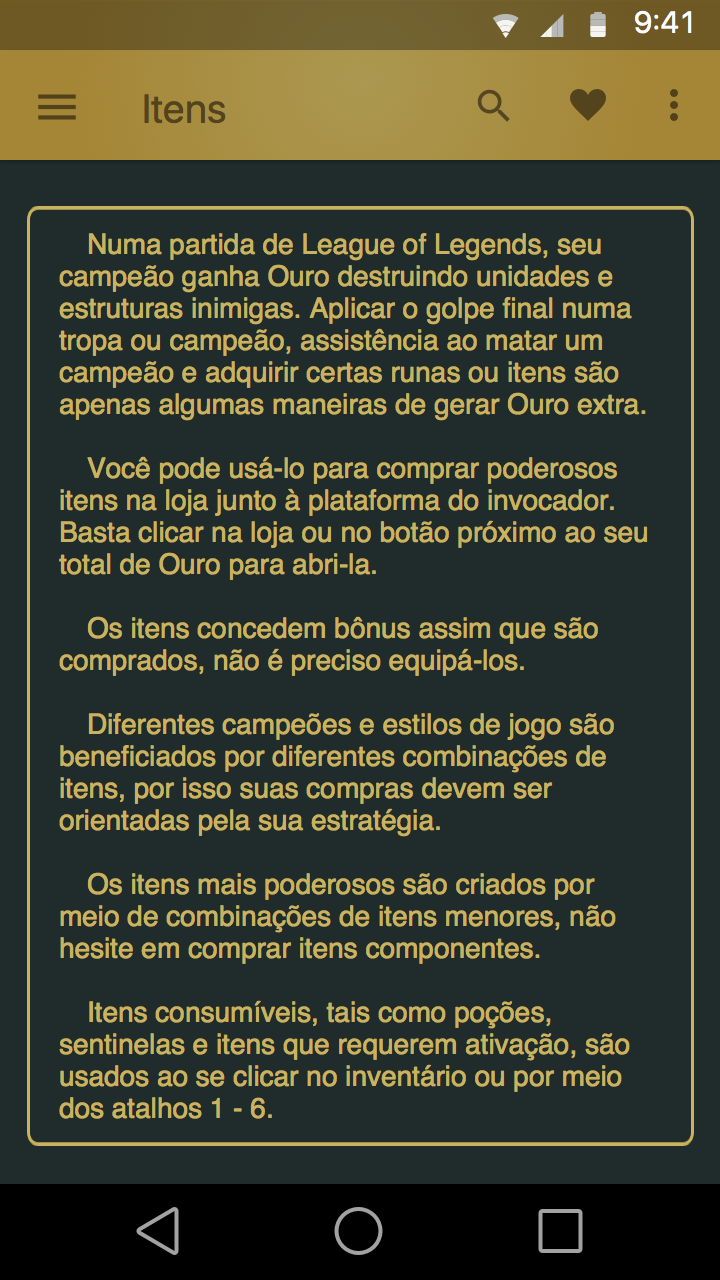 9:41
Itens
Numa partida de League of Legends, seu
campeão ganha Ouro destruindo unidades e
estruturas inimigas. Aplicar o golpe final numa
tropa ou campeão, assistência ao matar um
campeão e adquirir certas runas ou itens são
apenas algumas maneiras de gerar Ouro extra.
Você pode usá-lo para comprar poderosos
itens na loja junto à plataforma do invocador.
Basta clicar na loja ou no botão próximo ao seu
total de Ouro para abri-la.
Os itens concedem bônus assim que são
comprados, não é preciso equipá-los.
Diferentes campeões e estilos de jogo são
beneficiados por diferentes combinações de
itens, por isso suas compras devem ser
orientadas pela sua estratégia.
Os itens mais poderosos são criados por
meio de combinações de itens menores, não
hesite em comprar itens componentes.
Itens consumíveis, tais como poções,
sentinelas e itens que requerem ativação, são
usados ao se clicar no inventário ou por meio
dos atalhos 1 - 6.